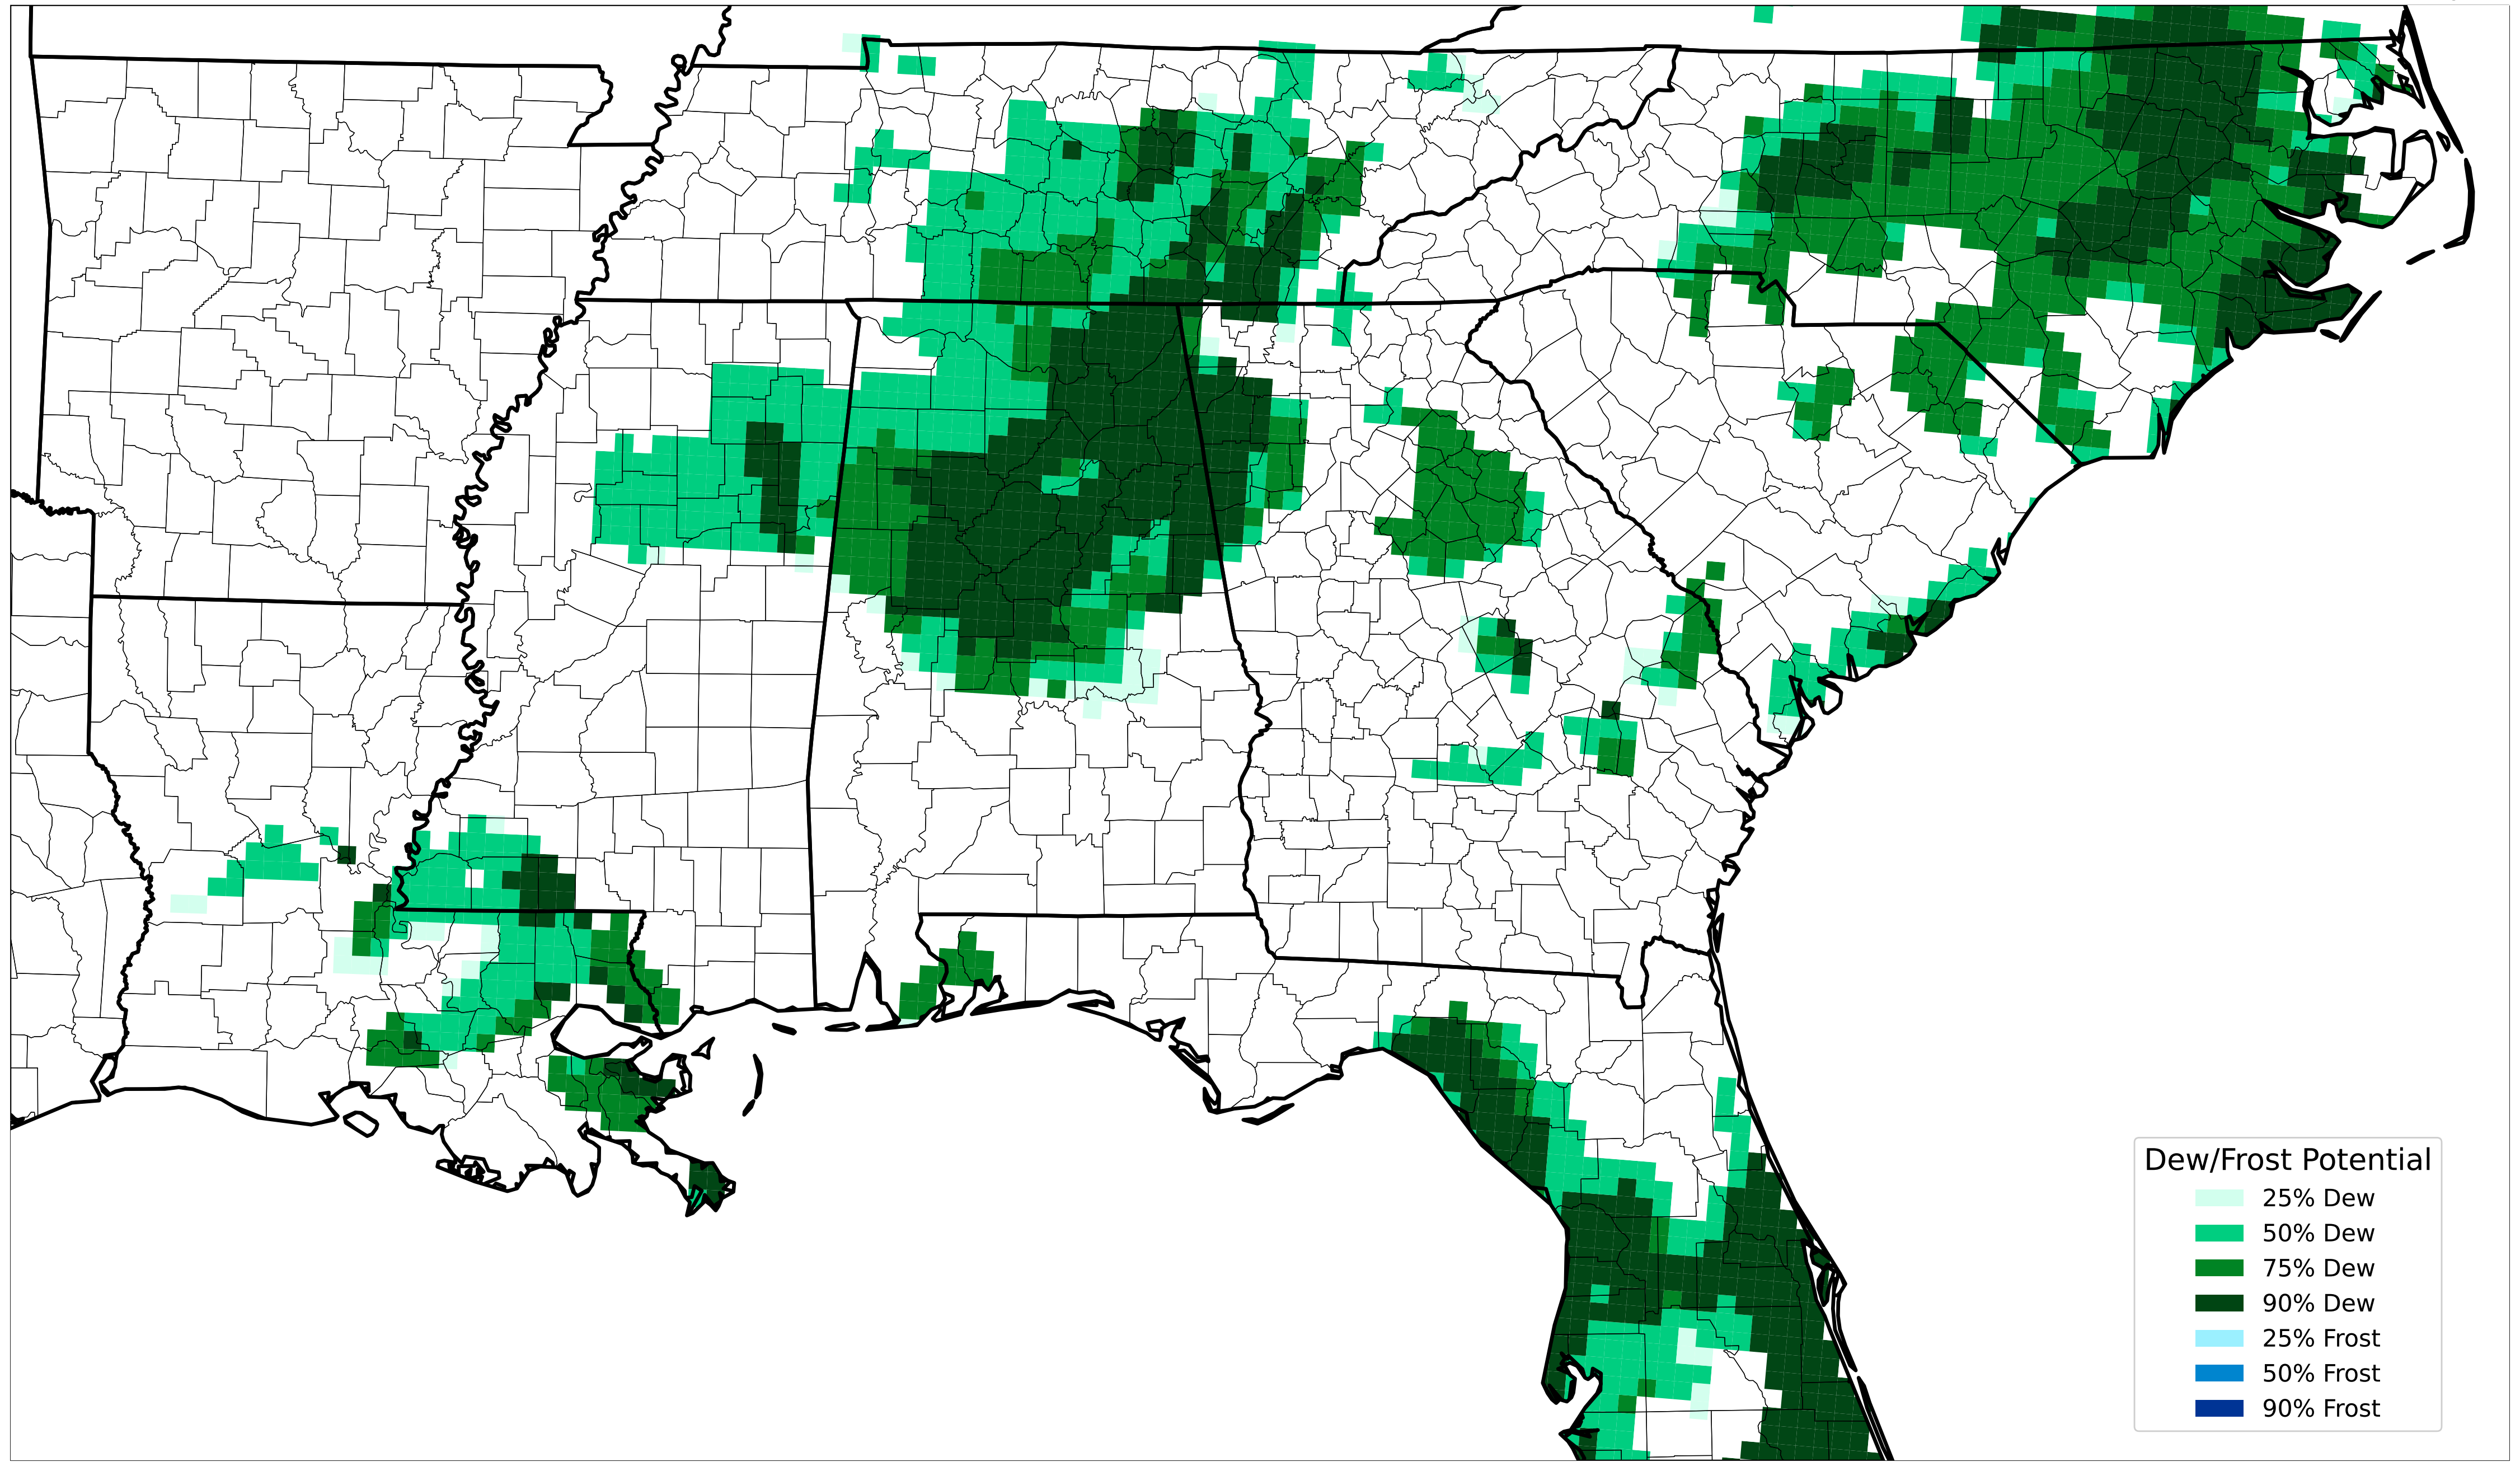 Dew/Frost Potential
25% Dew
50% Dew
75% Dew
90% Dew
25% Frost
50% Frost
90% Frost